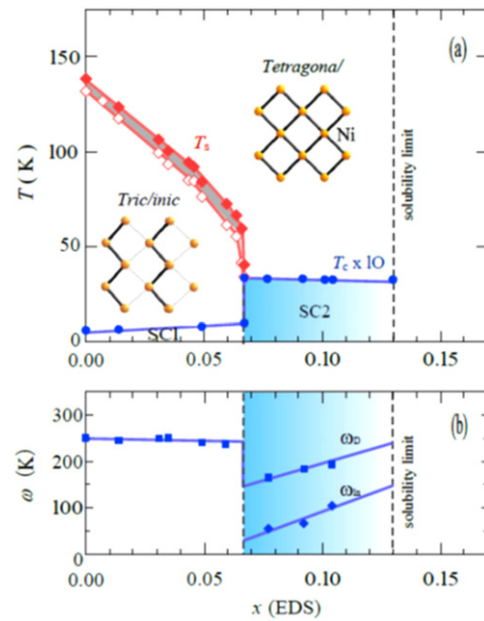 150
(a)
Tetragona/
Ni
T ( K )
100
Ts
solubility limit
Tric/inic
50
Tc x lO
SC2
SC1
0
0.00
0.05
0.10
0.15
300
(b)
ω (K)
200
ωD
solubility limit
100
ωln
0
0.00
0.05
0.10
0.15
x (EDS)